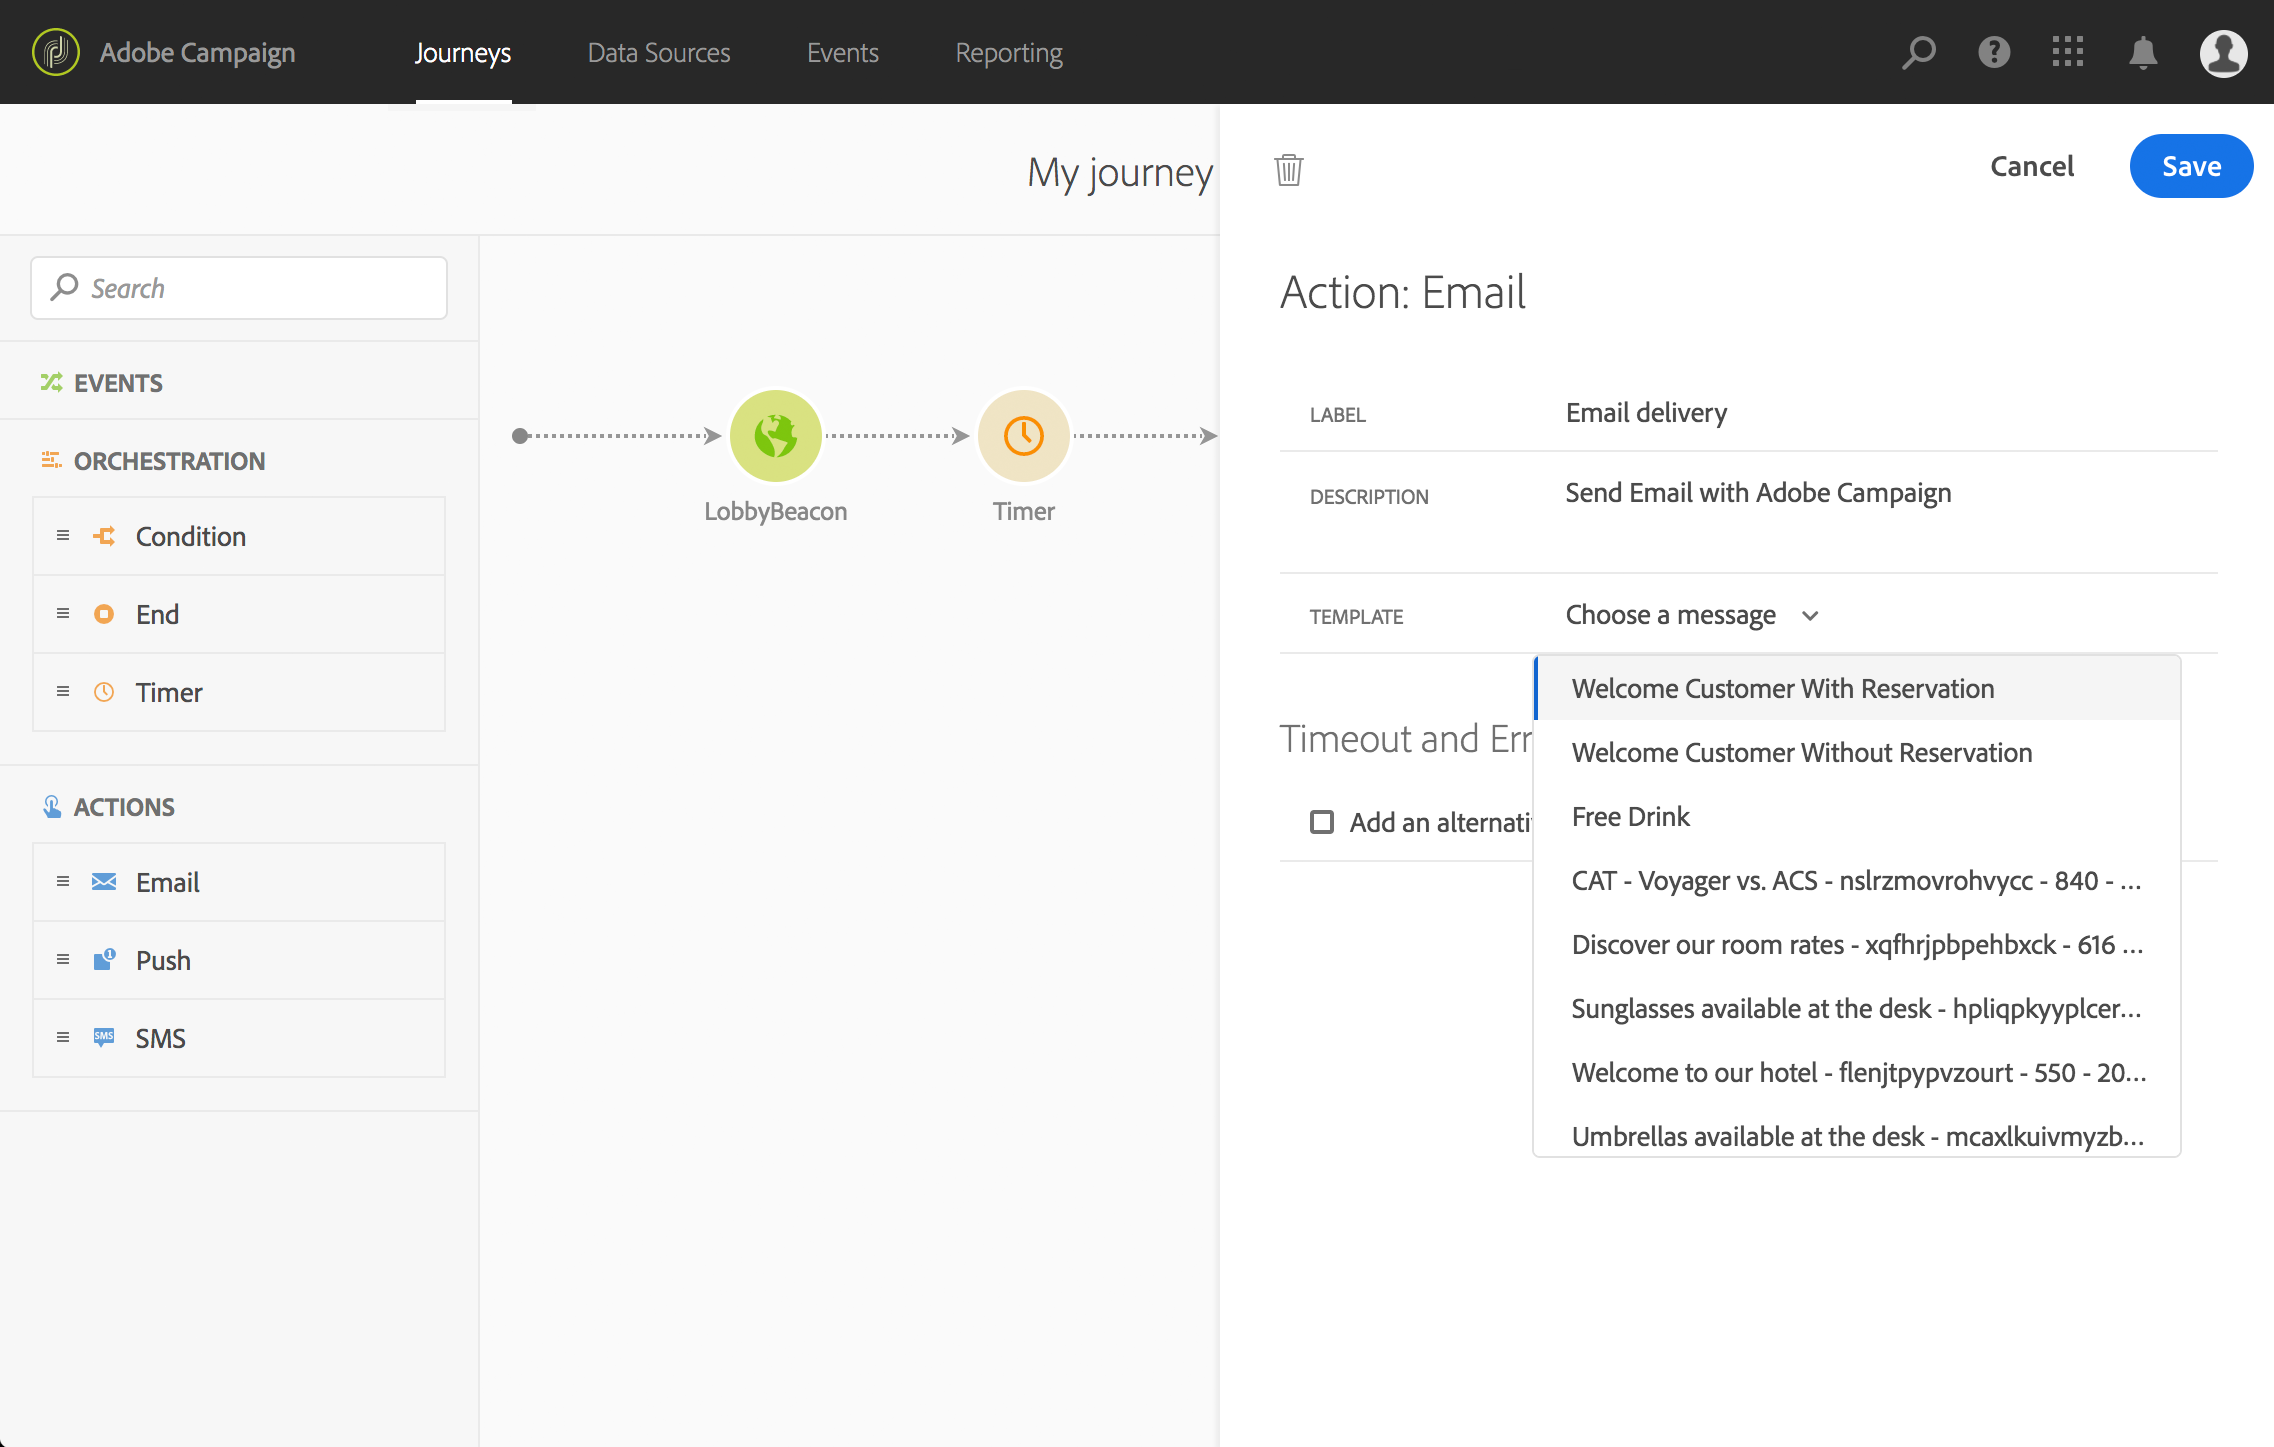 Adobe Campaign
Journeys
Data Sources
Events
Reporting
My journey
Cancel
Save
Search
EVENTS
ORCHESTRATION
Condition
End
Timer
ACTIONS
Email
Push
SMS
SMS
LobbyBeacon
Timer
Action: Email
LABEL
Email delivery
DESCRIPTION
Send Email with Adobe Campaign
TEMPLATE
Choose a message
Welcome Customer With Reservation
Welcome Customer Without Reservation
Free Drink
CAT - Voyager vs. ACS - nslrzmovrohvycc - 840 - ...
Discover our room rates - xqfhrjpbpehbxck - 616 ...
Sunglasses available at the desk - hpliqpkyyplcer...
Welcome to our hotel - flenjtpypvzourt - 550 - 20...
Umbrellas available at the desk - mcaxlkuivmyzb...
Timeout and Err
Add an alternati